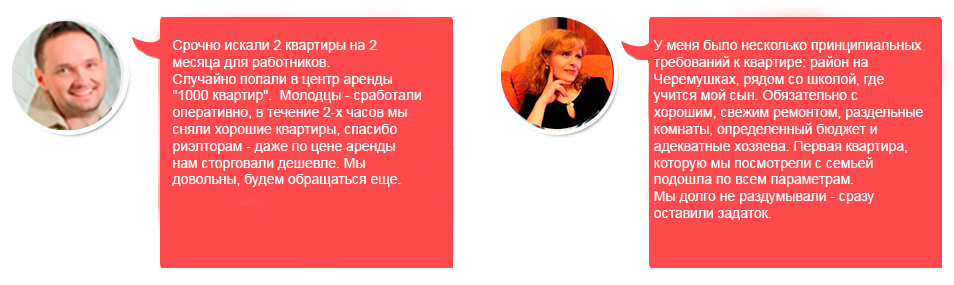 Срочно искали 2 квартиры на 2
месяца для работников.
Случайно попали в центр аренды
"1000 квартир".  Молодцы - сработали
оперативно, в течение 2-х часов мы
сняли хорошие квартиры, спасибо
риэлторам - даже по цене аренды
нам сторговали дешевле. Мы
довольны, будем обращаться еще.
У меня было несколько принципиальных
требований к квартире: район на
Черемушках, рядом со школой, где
учится мой сын. Обязательно с
хорошим, свежим ремонтом, раздельные
комнаты, определенный бюджет и
адекватные хозяева. Первая квартира,
которую мы посмотрели с семьей
подошла по всем параметрам.
Мы долго не раздумывали - сразу
оставили задаток.